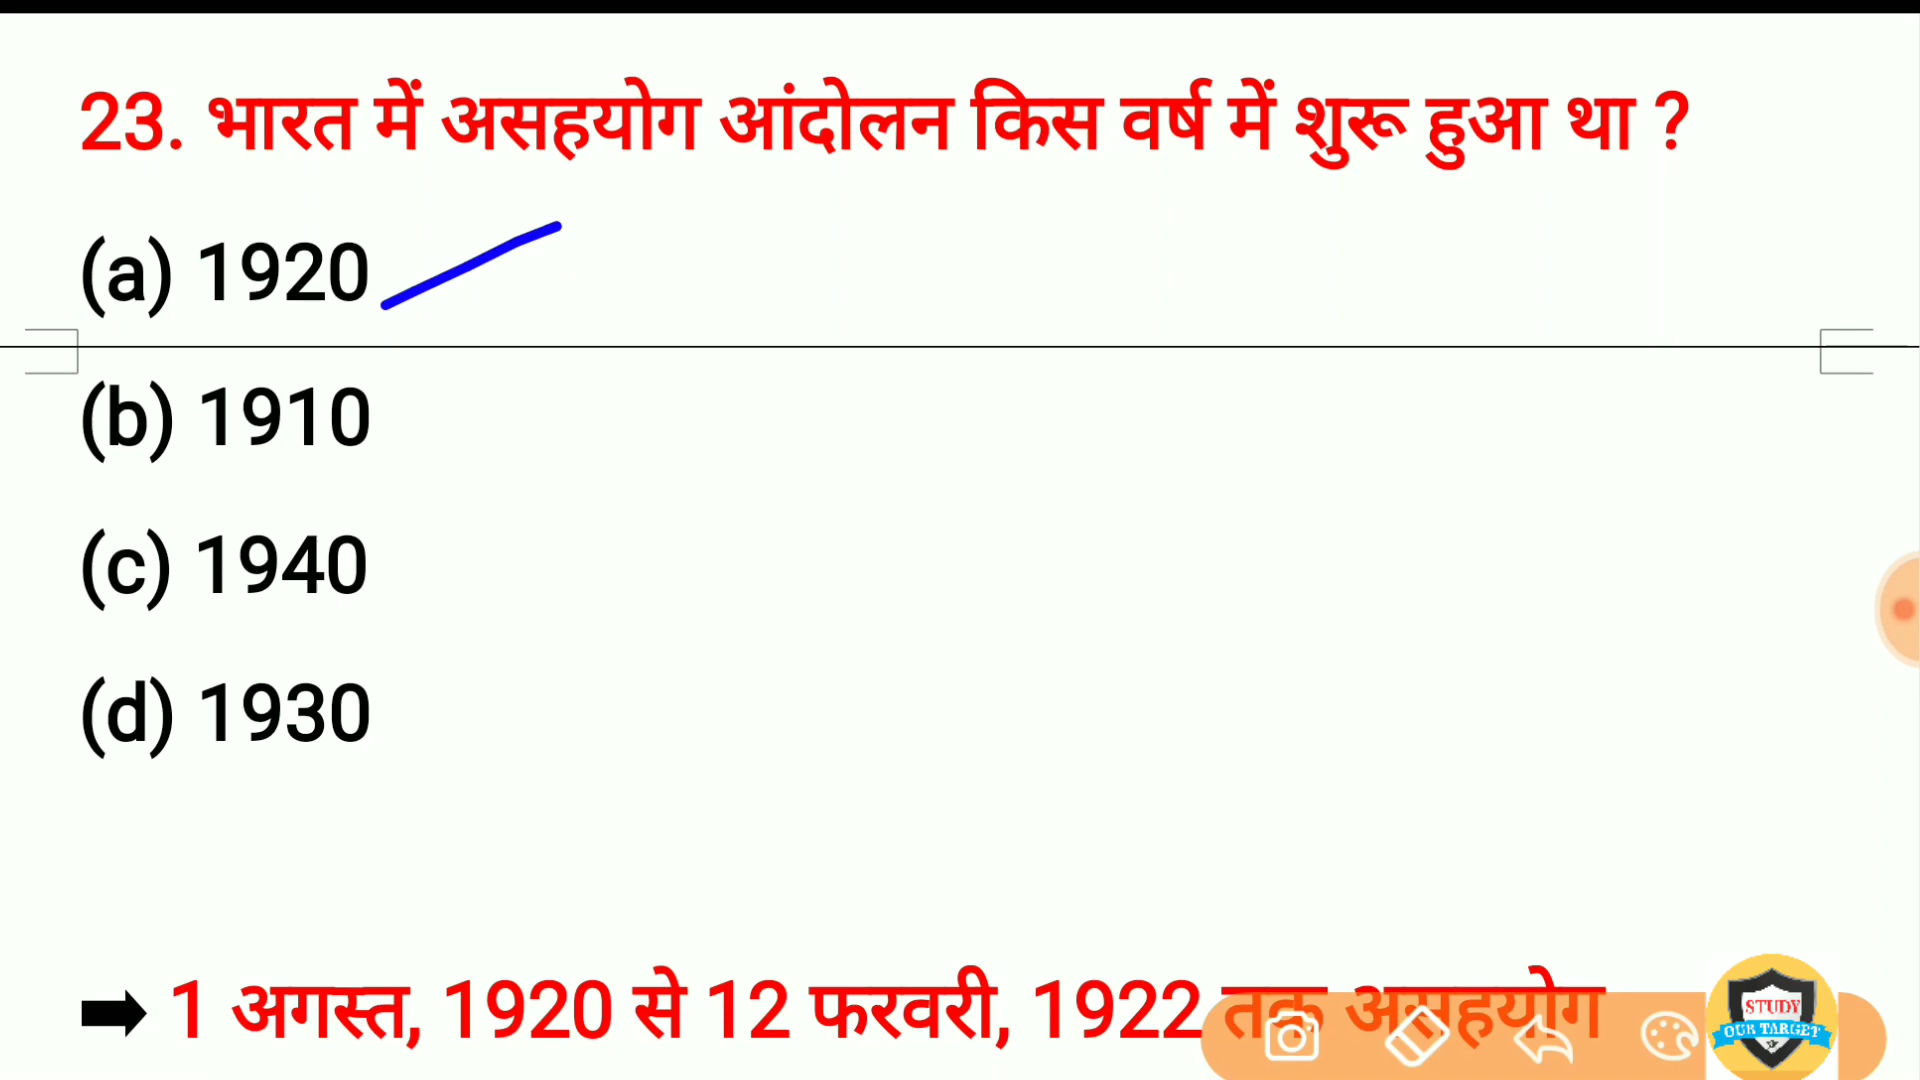 23. भारत में असहयोग आंदोलन किस वर्ष में शुरू हुआ था ?
(a) 1920
(b) 1910
(c) 1940
(d) 1930
➡ 1 अगस्त, 1920 से 12 फरवरी, 1922 तक असहयोग
STUDY
OUR TARGET